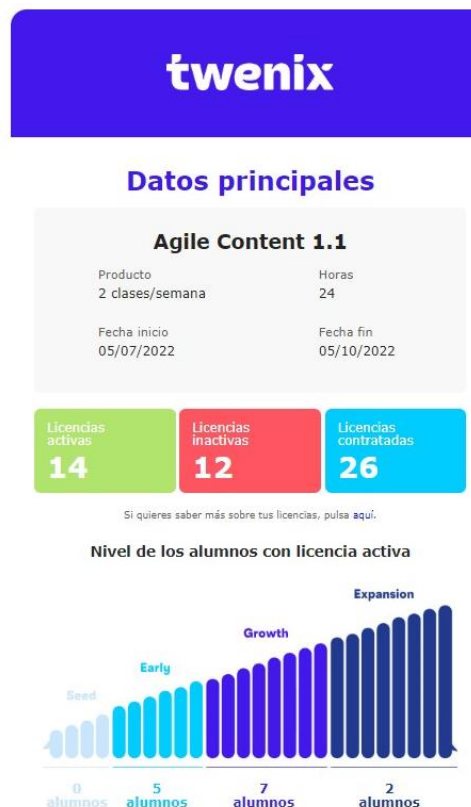 twenix
Datos principales
Agile Content 1.1
Producto
2 clases/semana
Horas
24
Fecha inicio
05/07/2022
Fecha fin
05/10/2022
Licencias
activas
14
Licencias
inactivas
12
Licencias
contratadas
26
Si quieres saber más sobre tus licencias, pulsa aquí.
Nivel de los alumnos con licencia activa
Expansion
Growth
Early
Seed
0
alumnos
5
alumnos
7
alumnos
2
alumnos